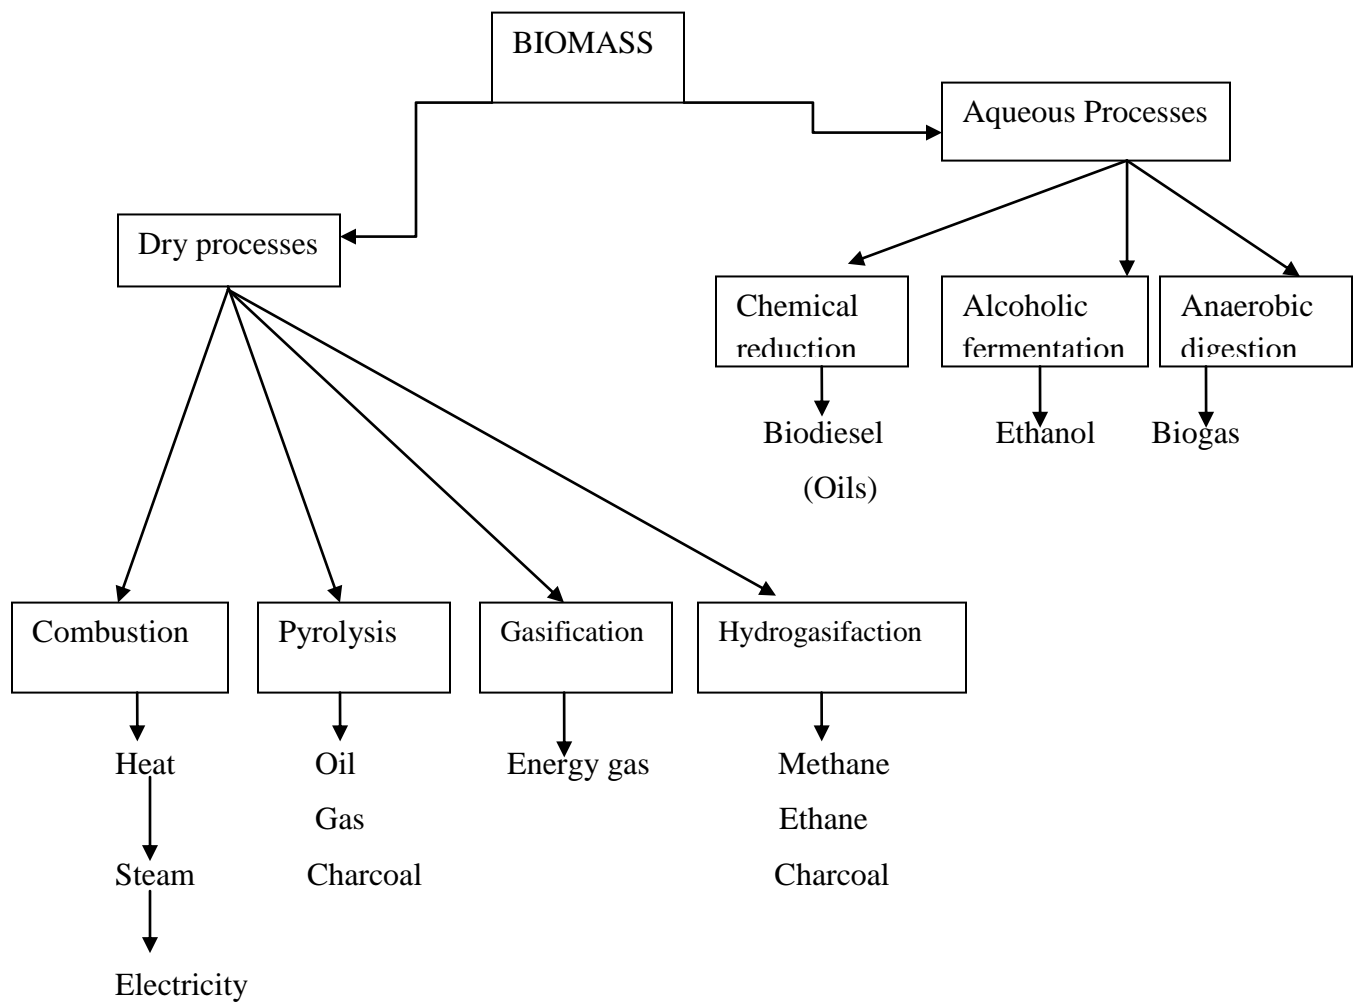 BIOMASS
Aqueous Processes
Dry processes
Chemical
reduction
Alcoholic
fermentation
Anaerobic
digestion
Biodiesel
(Oils)
Ethanol
Biogas
Combustion
Pyrolysis
Gasification
Hydrogasifaction
Heat
Oil
Energy gas
Methane
Gas
Ethane
Steam
Charcoal
Charcoal
Electricity